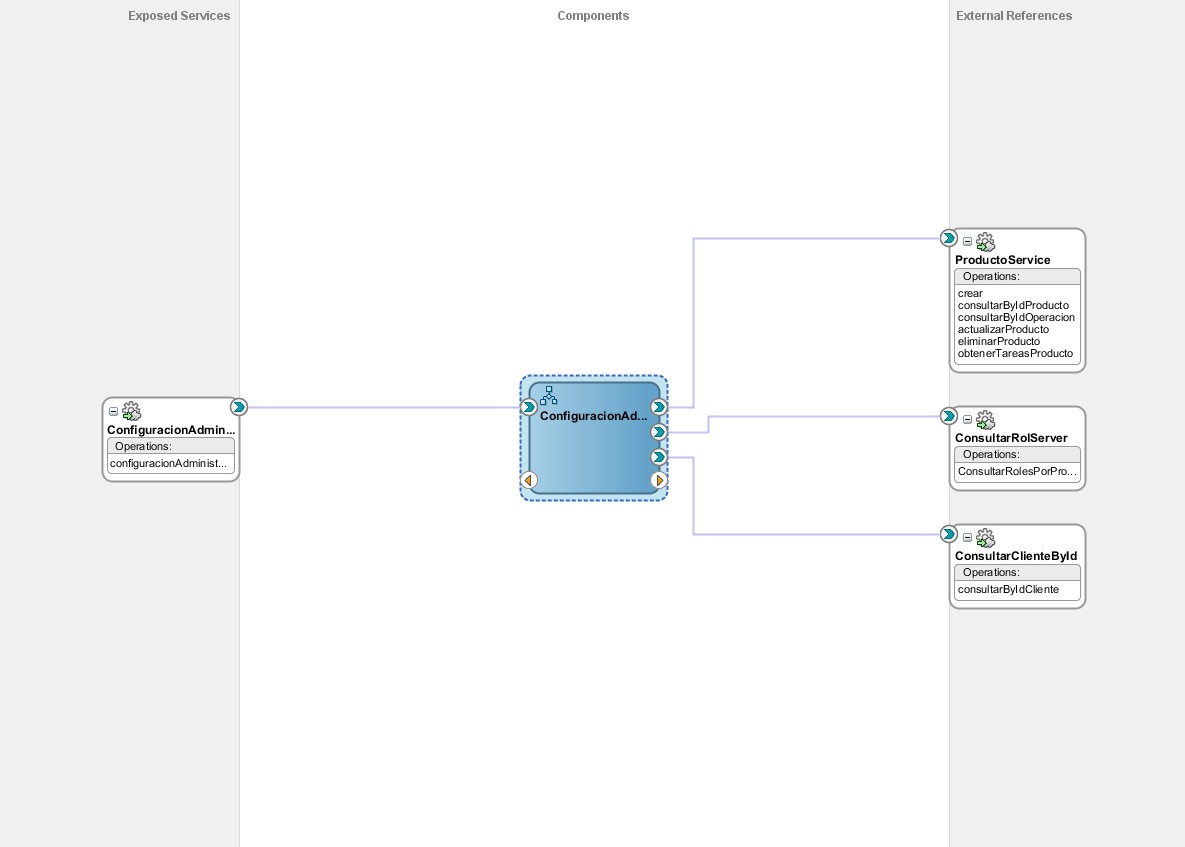 Exposed Services
Components
External References
ProductoService
Operations:
crear
consultarByIdProducto
consultarByIdOperacion
actualizarProducto
eliminarProducto
obtenerTareasProducto
ConfiguracionAdmin...
Operations:
configuracionAdminist...
ConfiguracionAd...
ConsultarRolServer
Operations:
ConsultarRolesPorPro...
ConsultarClienteById
Operations:
consultarByIdCliente